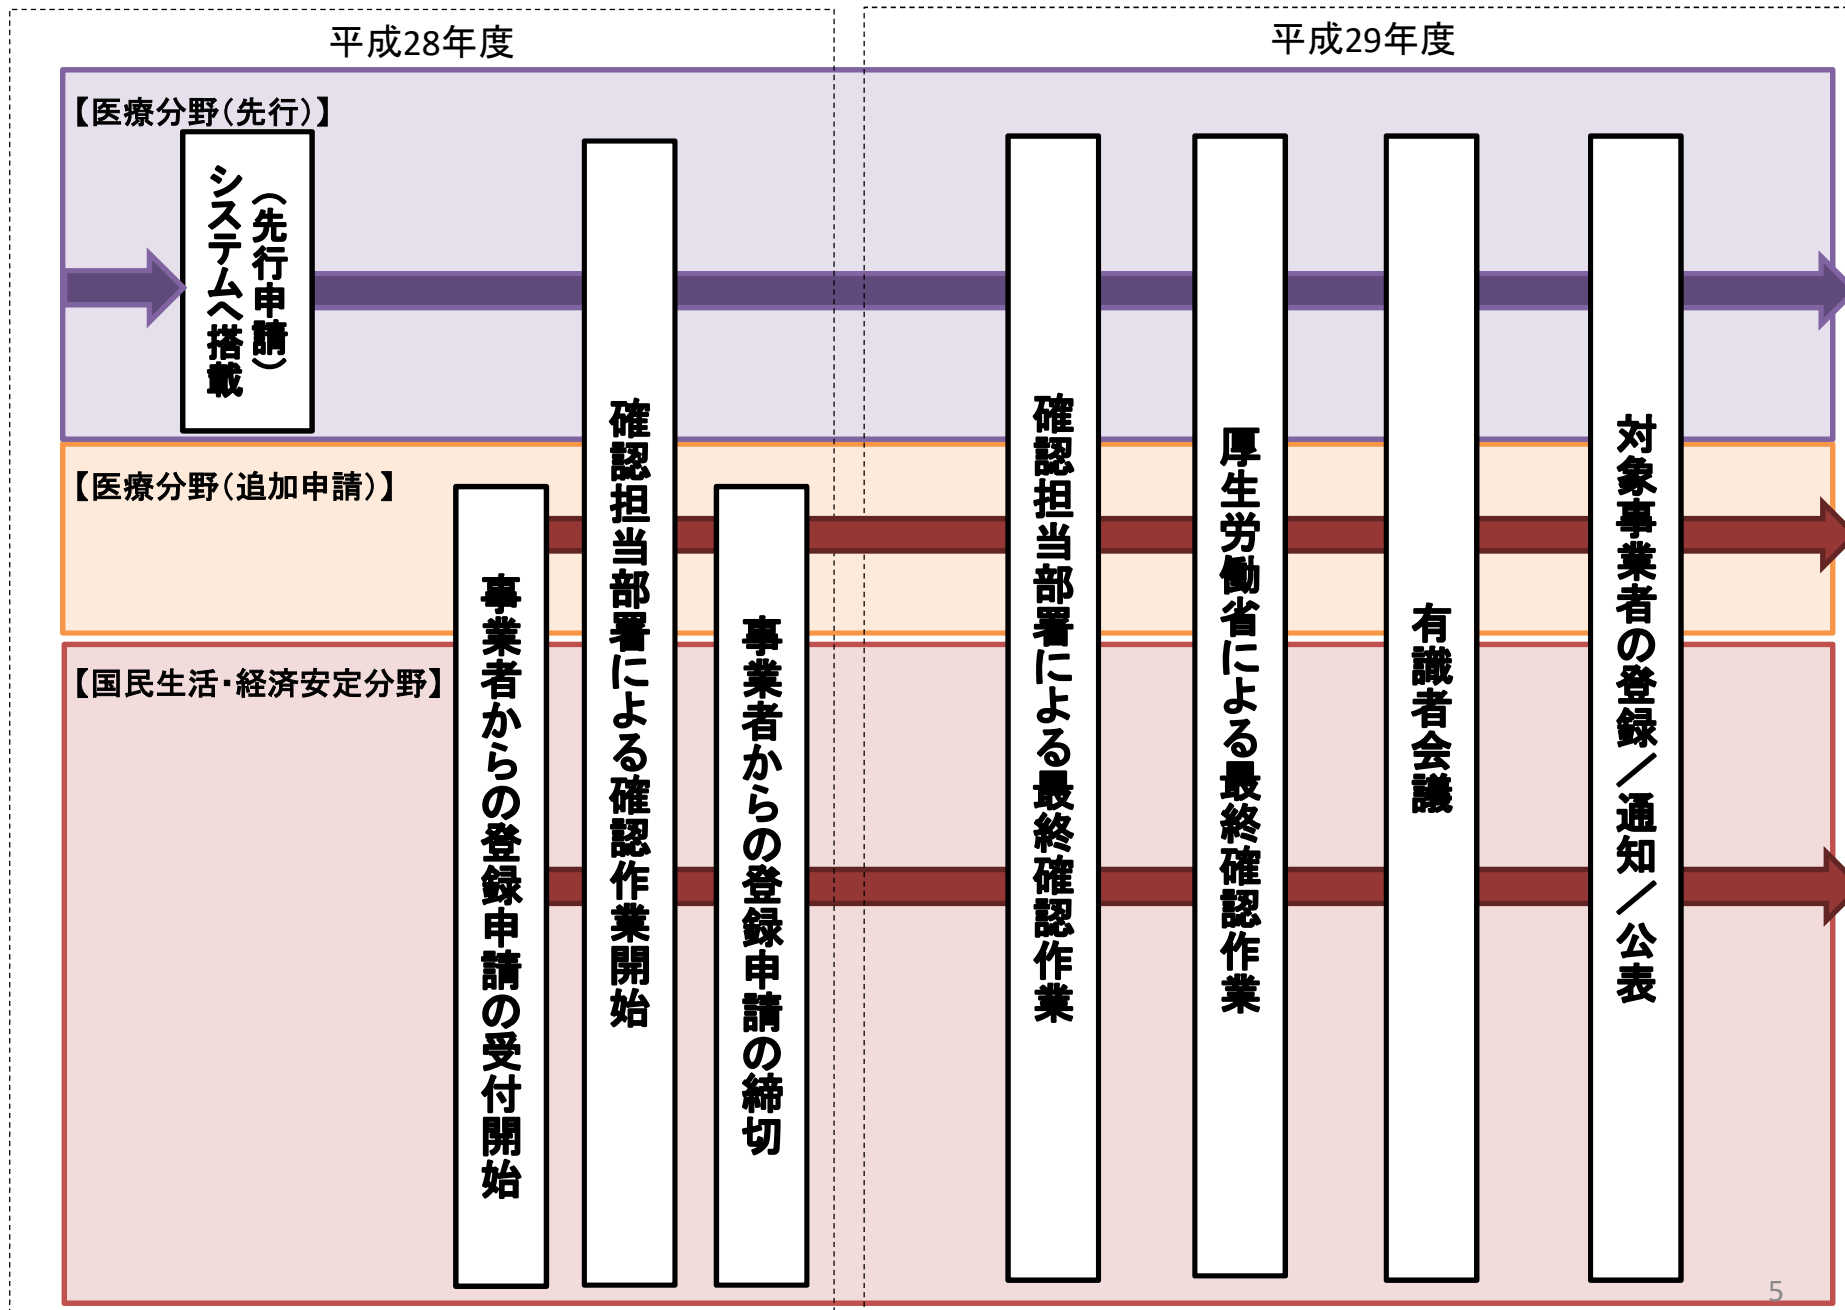 平成28年度
平成29年度
【医療分野(先行)】
(先行申請)
システムへ搭載
【医療分野(追加申請)】
【国民生活・経済安定分野】
事業者からの登録申請の受付開始
確認担当部署による確認作業開始
事業者からの登録申請の締切
確認担当部署による最終確認作業
厚生労働省による最終確認作業
有識者会議
対象事業者の登録/通知/公表
5